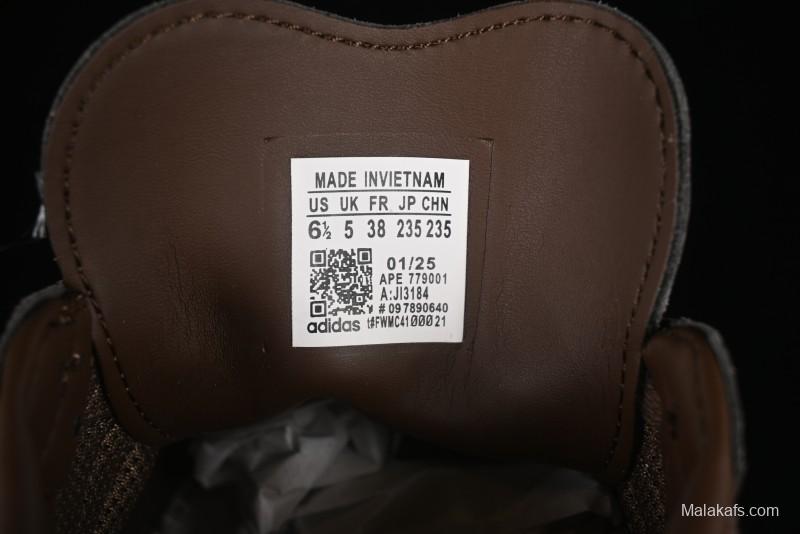 MADE INVIETNAM
US UK FR JP CHN
6½ 5 38 235 235
01/25
APE 779001
A:JI3184
# 097890640
adidas t#FWMC4100021
Malakafs.com